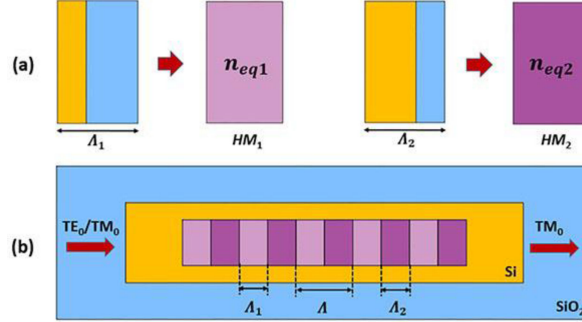 (a)
n_eq1
n_eq2
Λ₁
HM₁
Λ₂
HM₂
(b)
TE₀/TM₀
TM₀
Si
Λ₁
Λ
Λ₂
SiO₂